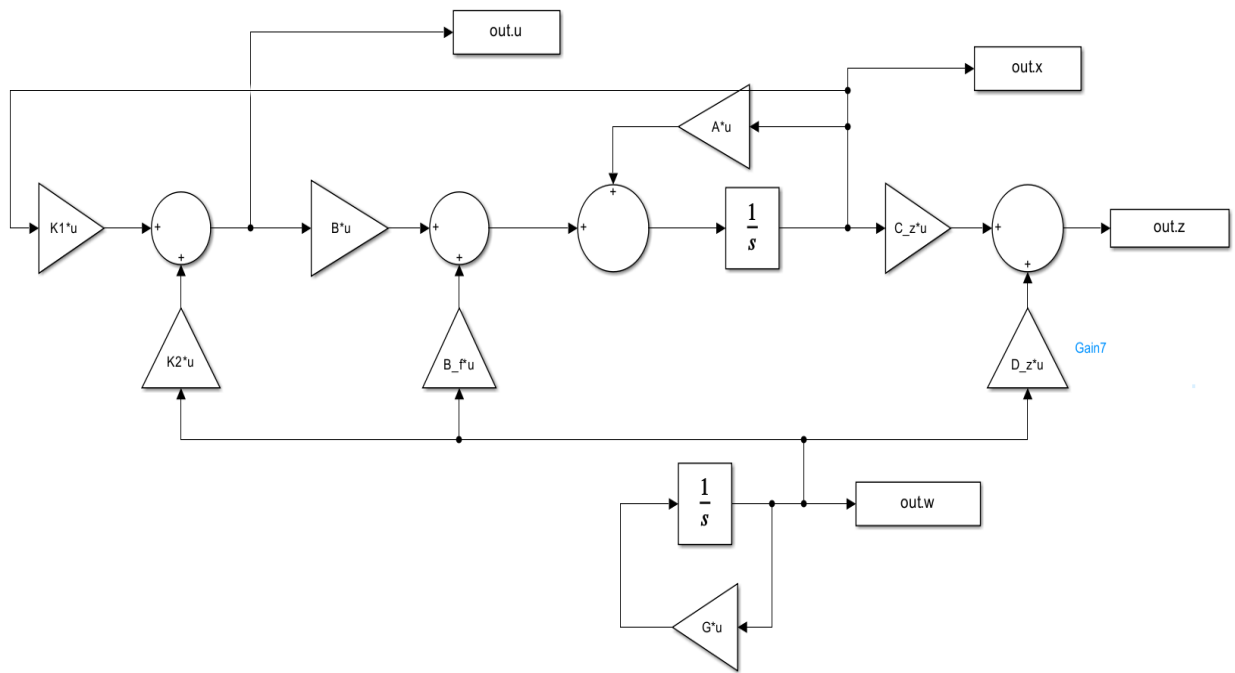 out.u
out.x
A*u
+
K1*u
+
+
B*u
+
+
+
1
s
C_z*u
+
+
out.z
K2*u
B_f*u
D_z*u
Gain7
1
s
out.w
G*u